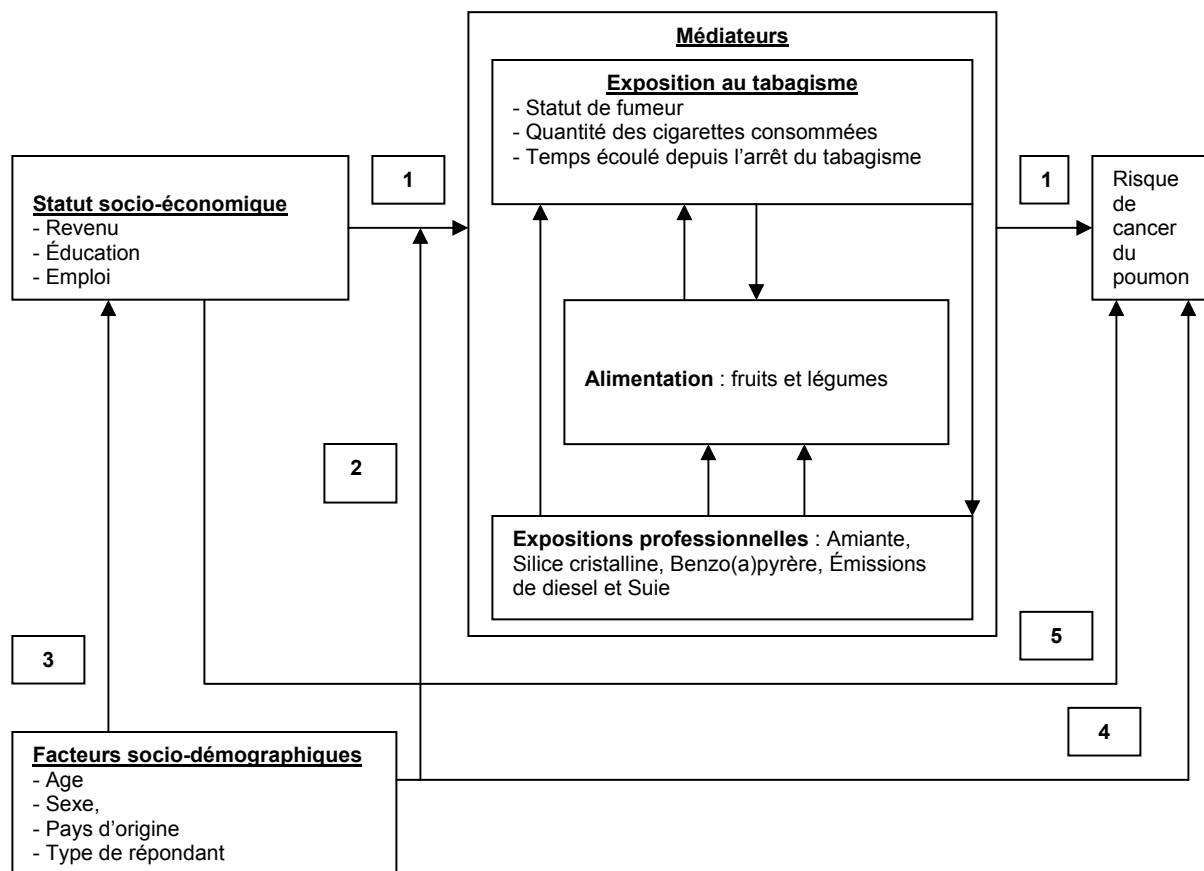 Médiateurs
Exposition au tabagisme
- Statut de fumeur
- Quantité des cigarettes consommées
- Temps écoulé depuis l'arrêt du tabagisme
1
1
Statut socio-économique
- Revenu
- Éducation
- Emploi
Risque
de
cancer
du
poumon
Alimentation : fruits et légumes
2
Expositions professionnelles : Amiante,
Silice cristalline, Benzo(a)pyrère, Émissions
de diesel et Suie
3
5
4
Facteurs socio-démographiques
- Age
- Sexe,
- Pays d'origine
- Type de répondant